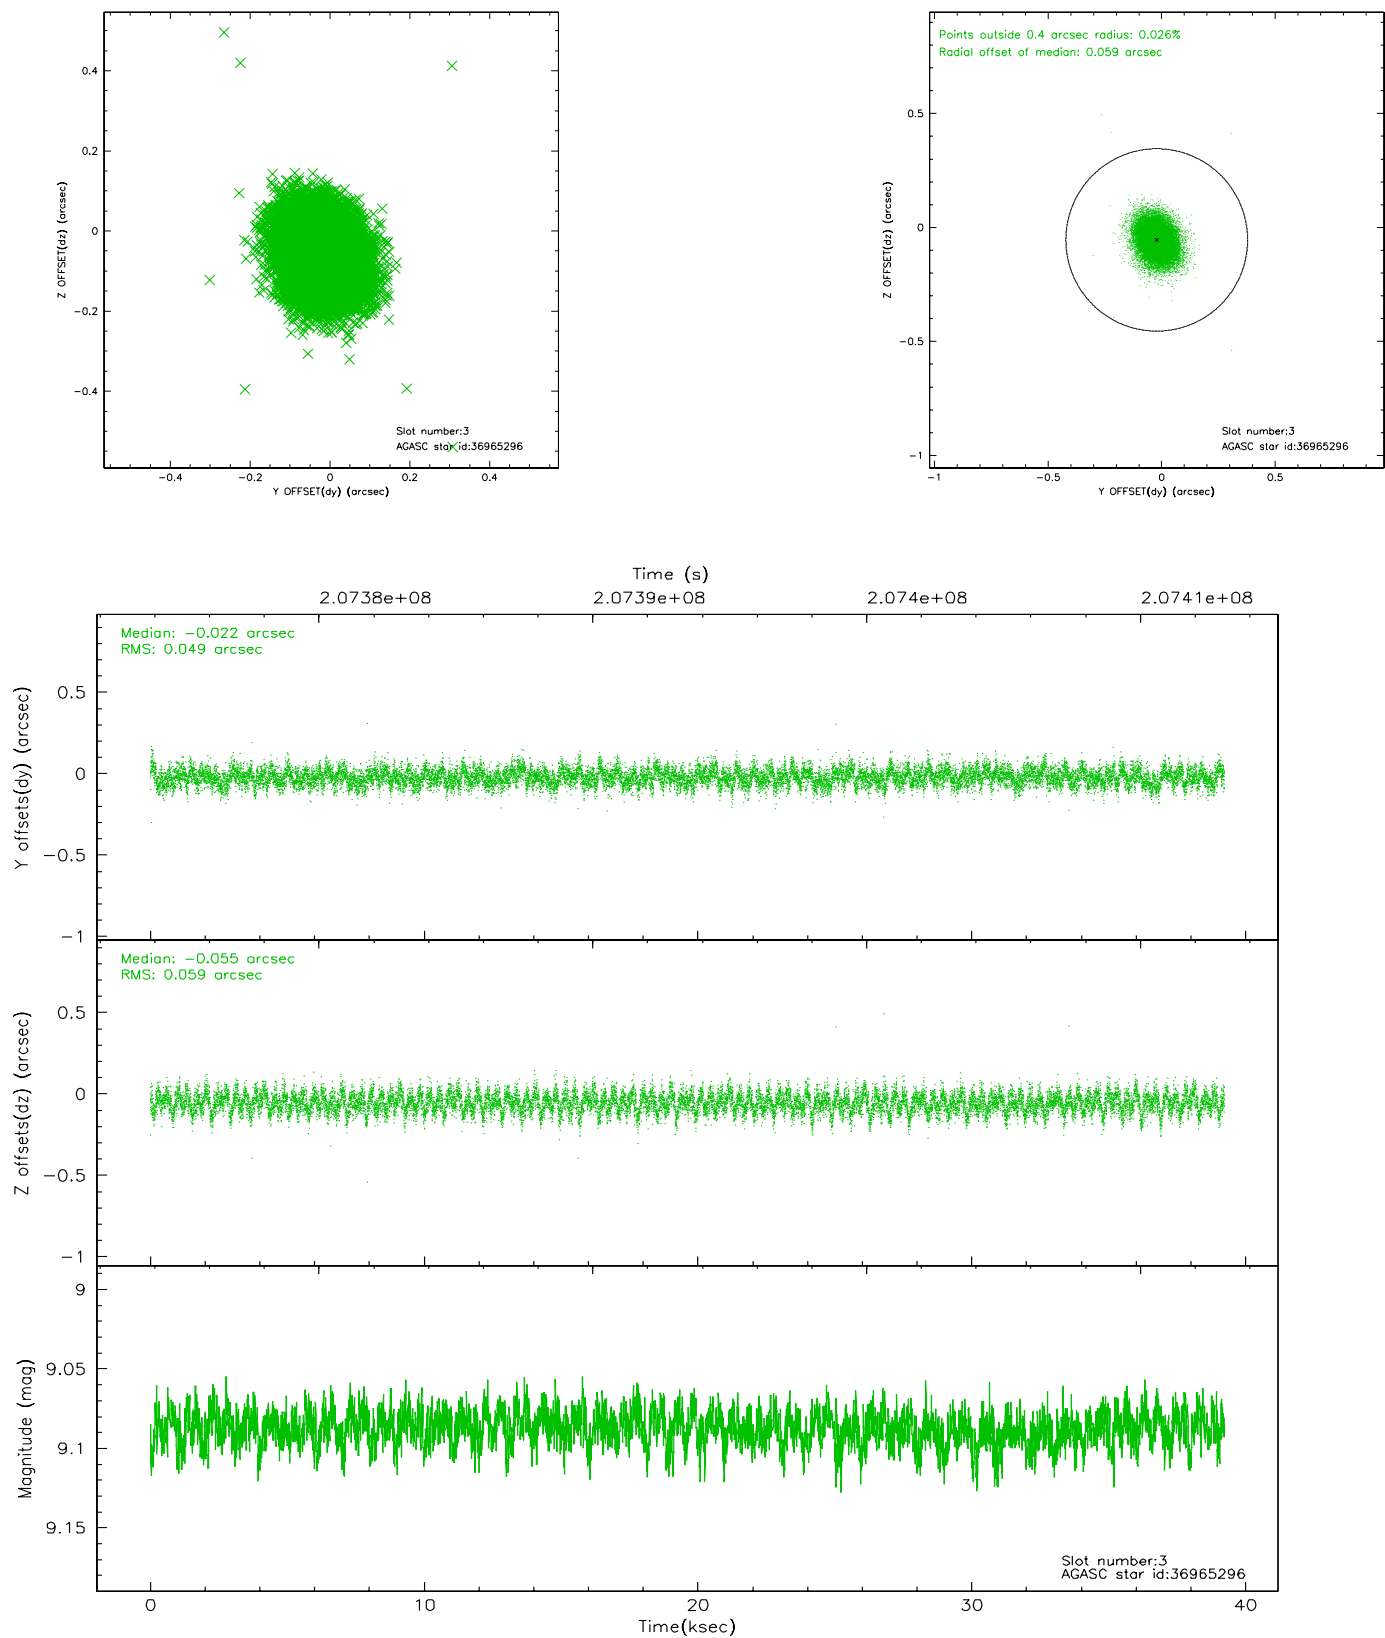 0.4
0.2
0
-0.2
-0.4
Z OFFSET(dz) (arcsec)
Slot number:3
AGASC star id:36965296
-0.4 -0.2 0 0.2 0.4
Y OFFSET(dy) (arcsec)
Points outside 0.4 arcsec radius: 0.026%
Radial offset of median: 0.059 arcsec
0.5
0
-0.5
-1
Z OFFSET(dz) (arcsec)
Slot number:3
AGASC star id:36965296
-1 -0.5 0 0.5
Y OFFSET(dy) (arcsec)
Time (s)
2.0738e+08 2.0739e+08 2.074e+08 2.0741e+08
Median: -0.022 arcsec
RMS: 0.049 arcsec
0.5
0
-0.5
-1
Y offsets(dy) (arcsec)
Median: -0.055 arcsec
RMS: 0.059 arcsec
0.5
0
-0.5
-1
Z offsets(dz) (arcsec)
9
9.05
9.1
9.15
Magnitude (mag)
Slot number:3
AGASC star id:36965296
0 10 20 30 40
Time(ksec)